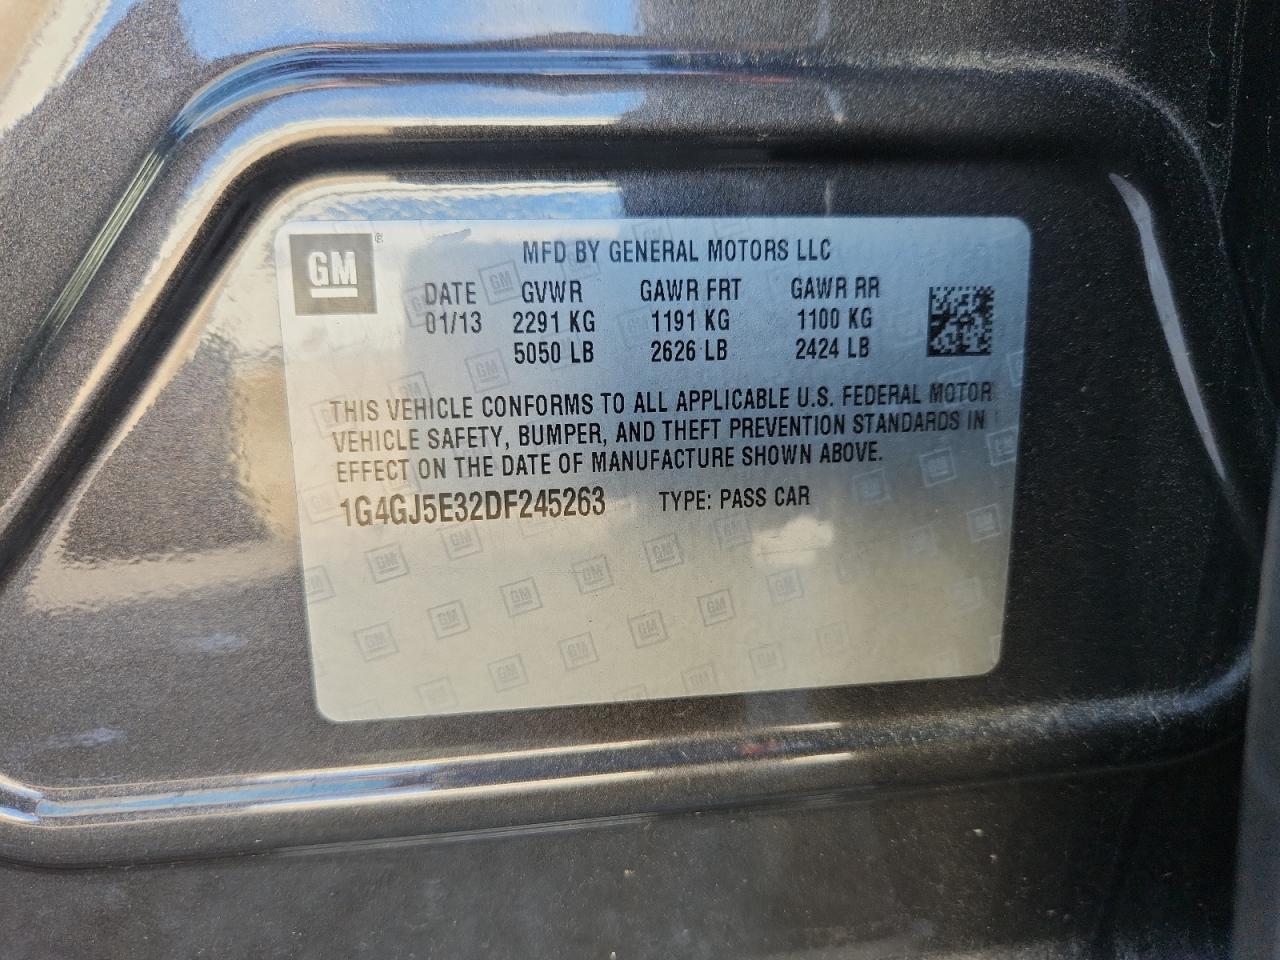 GM®
MFD BY GENERAL MOTORS LLC
DATE GVWR GAWR FRT GAWR RR
01/13 2291 KG 1191 KG 1100 KG
5050 LB 2626 LB 2424 LB
THIS VEHICLE CONFORMS TO ALL APPLICABLE U.S. FEDERAL MOTOR
VEHICLE SAFETY, BUMPER, AND THEFT PREVENTION STANDARDS IN
EFFECT ON THE DATE OF MANUFACTURE SHOWN ABOVE.
1G4GJ5E32DF245263 TYPE: PASS CAR